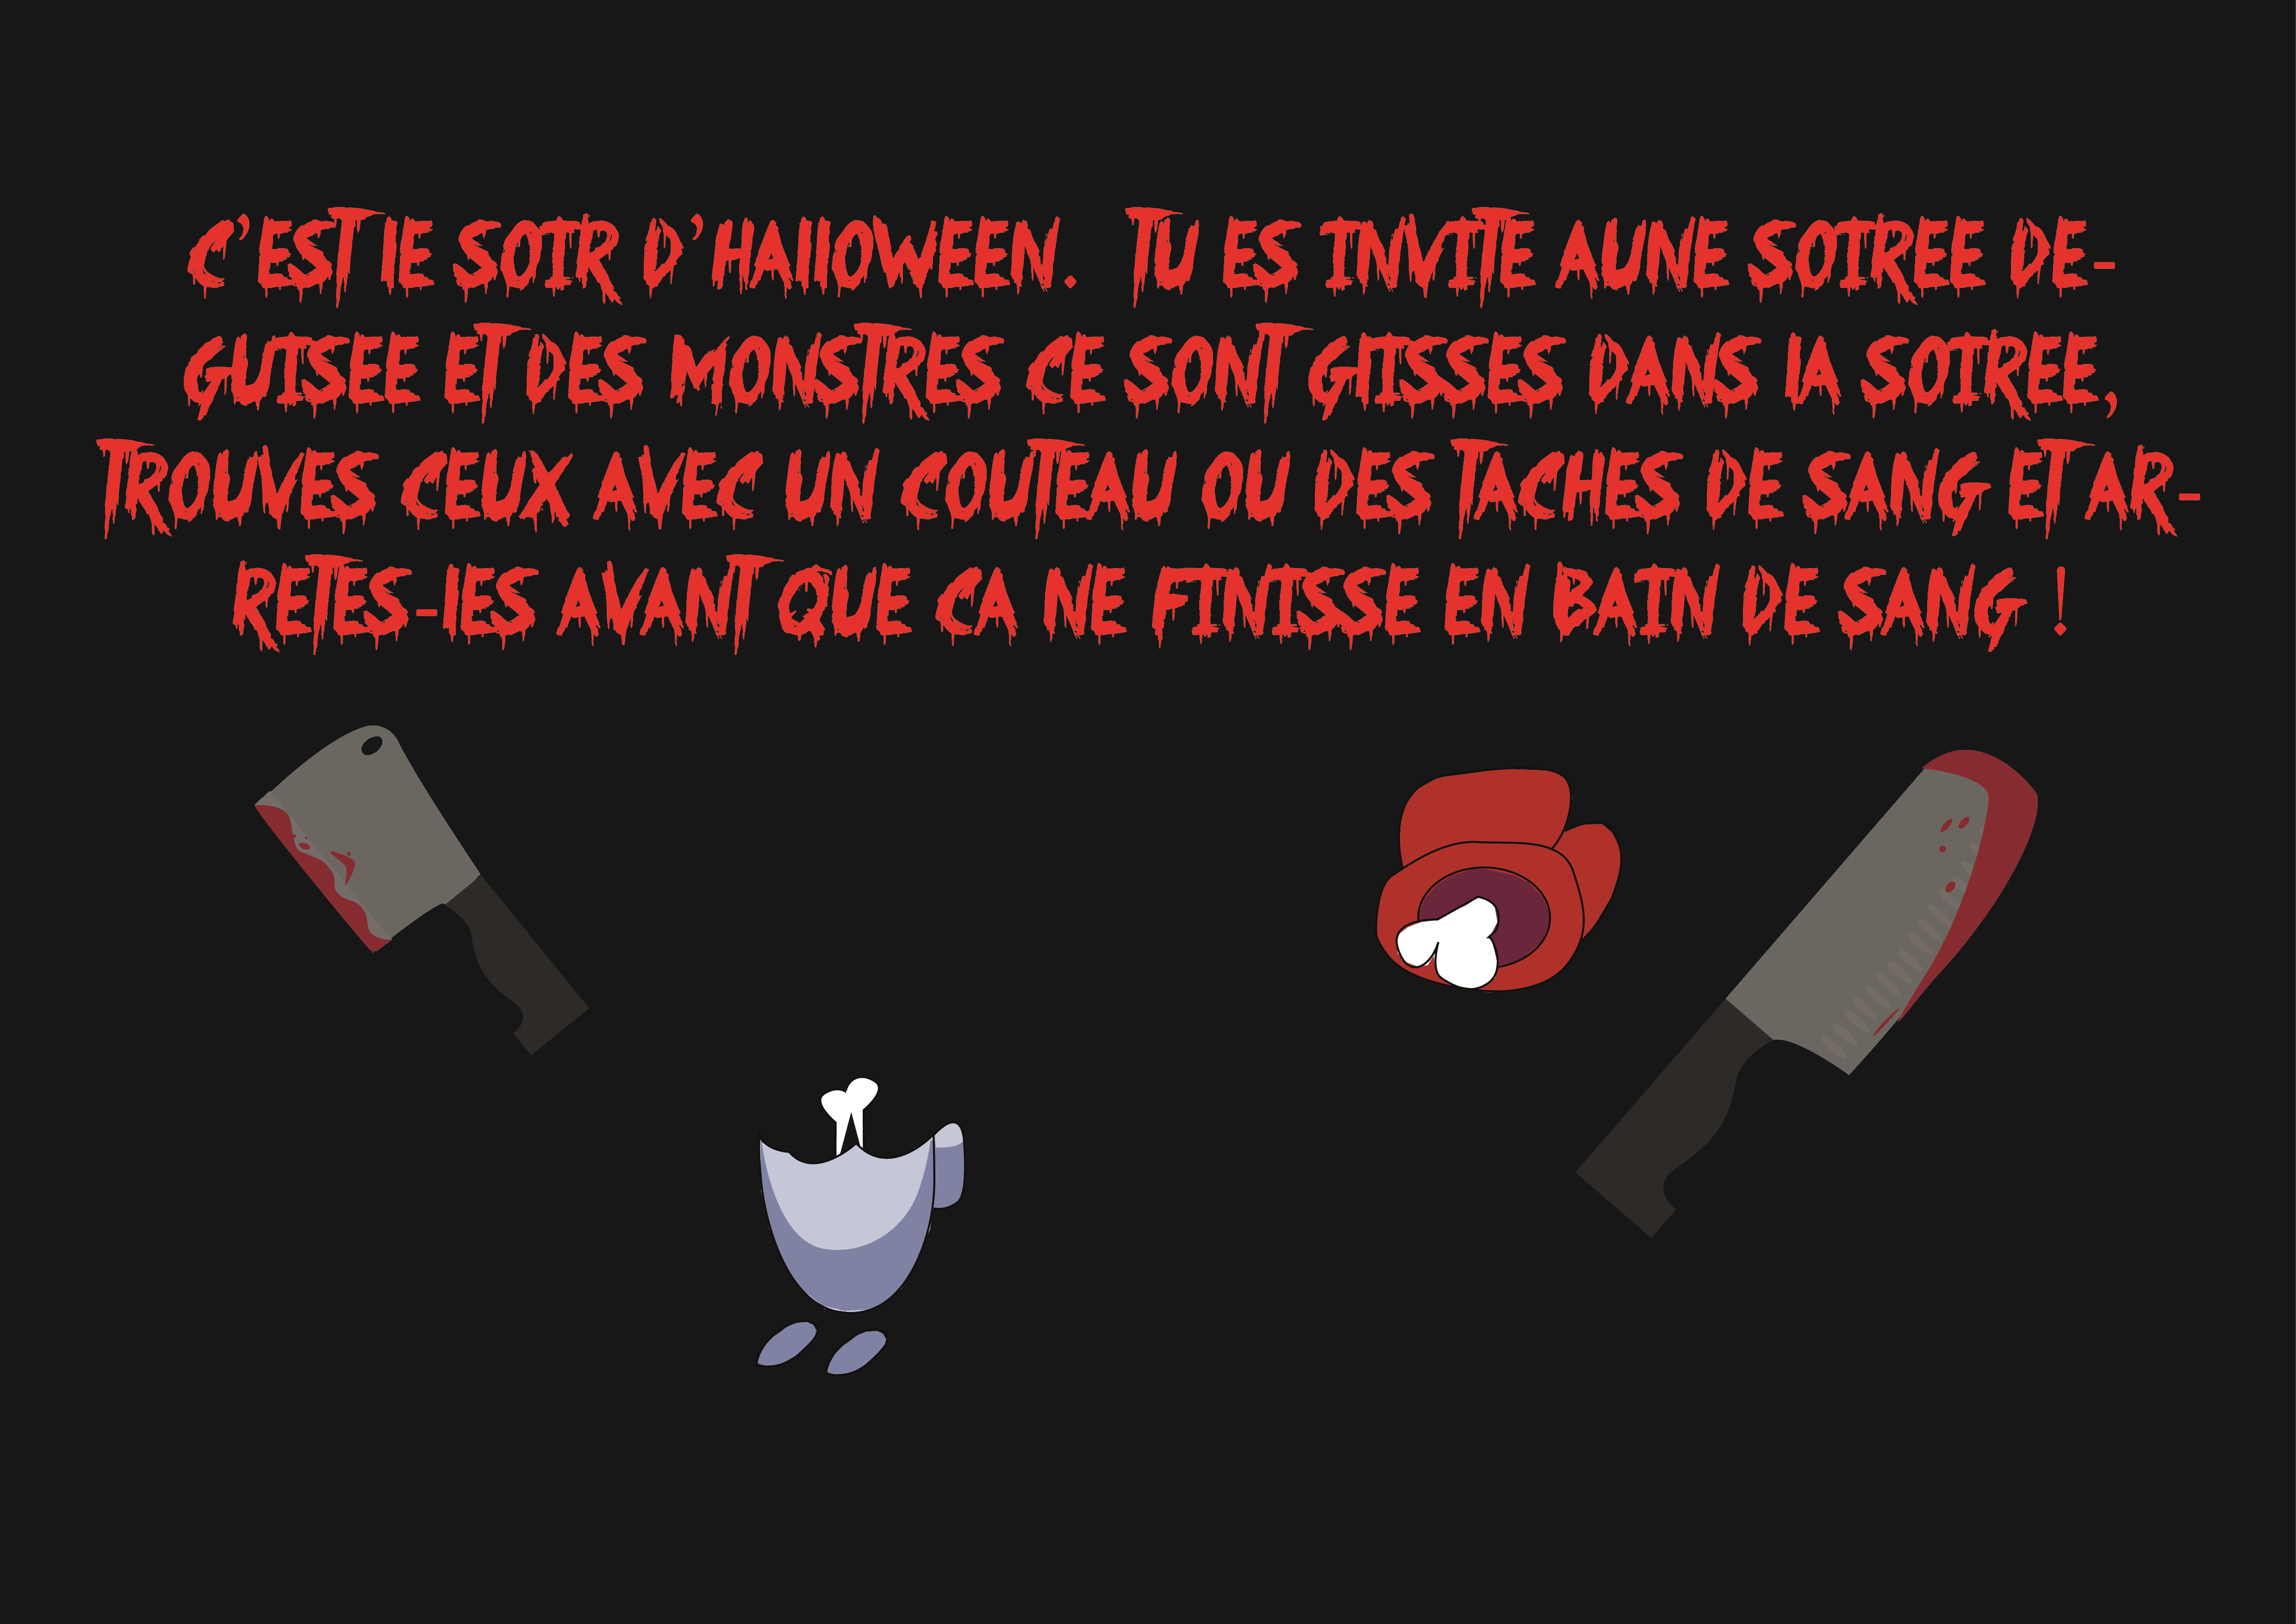 C'EST LE SOIR D'HALLOWEEN. TU ES INVITE A UNE SOIREE DE-
GUISEE ET DES MONSTRES CE SONT GLISSES DANS LA SOIREE,
TROUVES CEUX AVEC UN COUTEAU OU DES TACHES DE SANG ET AR-
RETES-LES AVANT QUE CA NE FINISSE EN BAIN DE SANG !